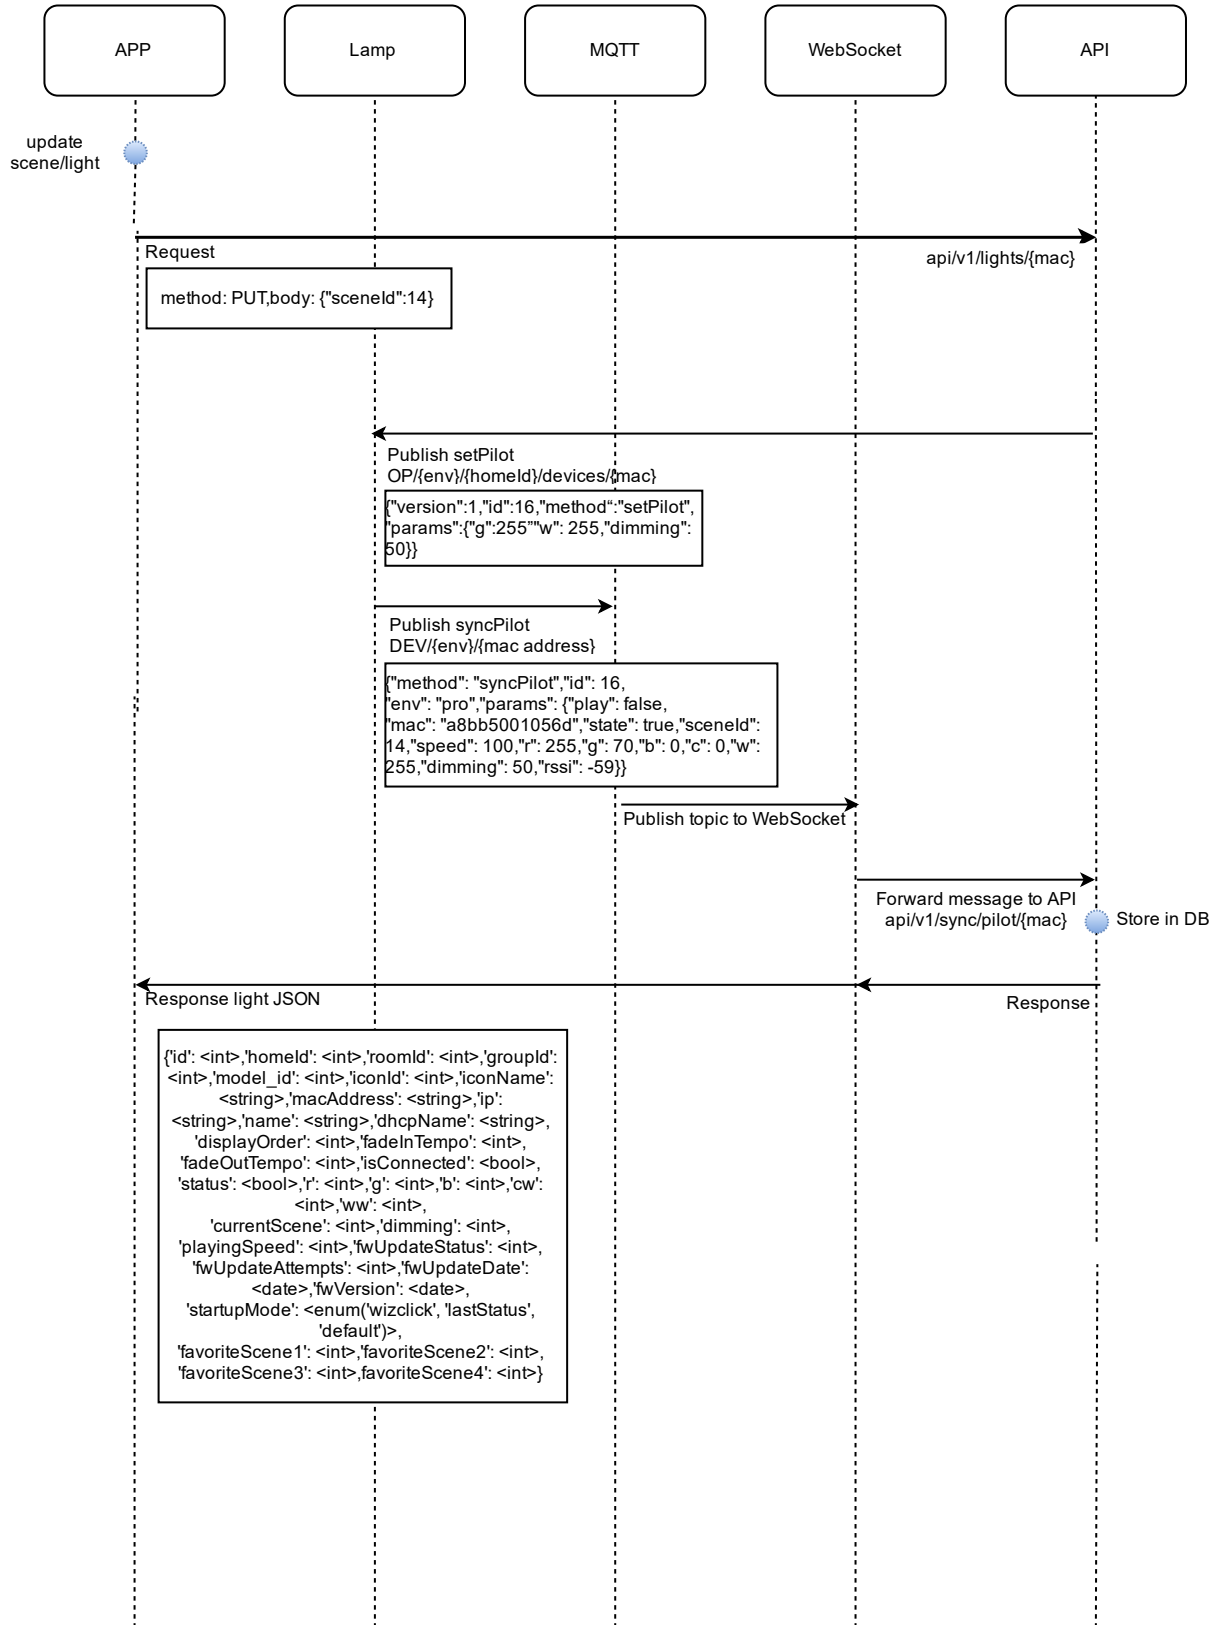 APP
Lamp
MQTT
WebSocket
API
update
scene/light
Request
api/v1/lights/{mac}
method: PUT,body: {"sceneId":14}
Publish setPilot
OP/{env}/{homeId}/devices/{mac}
{"version":1,"id":16,"method“:"setPilot",
"params":{"g":255”"w": 255,"dimming":
50}}
Publish syncPilot
DEV/{env}/{mac address}
{"method": "syncPilot","id": 16,
"env": "pro","params": {"play": false,
"mac": "a8bb5001056d","state": true,"sceneId":
14,"speed": 100,"r": 255,"g": 70,"b": 0,"c": 0,"w":
255,"dimming": 50,"rssi": -59}}
Publish topic to WebSocket
Forward message to API
api/v1/sync/pilot/{mac}
Store in DB
Response light JSON
Response
{'id': <int>,'homeId': <int>,'roomId': <int>,'groupId':
<int>,'model_id': <int>,'iconId': <int>,'iconName':
<string>,'macAddress': <string>,'ip':
<string>,'name': <string>,'dhcpName': <string>,
'displayOrder': <int>,'fadeInTempo': <int>,
'fadeOutTempo': <int>,'isConnected': <bool>,
'status': <bool>,'r': <int>,'g': <int>,'b': <int>,'cw':
<int>,'ww': <int>,
'currentScene': <int>,'dimming': <int>,
'playingSpeed': <int>,'fwUpdateStatus': <int>,
'fwUpdateAttempts': <int>,'fwUpdateDate':
<date>,'fwVersion': <date>,
'startupMode': <enum('wizclick', 'lastStatus',
'default')>,
'favoriteScene1': <int>,'favoriteScene2': <int>,
'favoriteScene3': <int>,favoriteScene4': <int>}